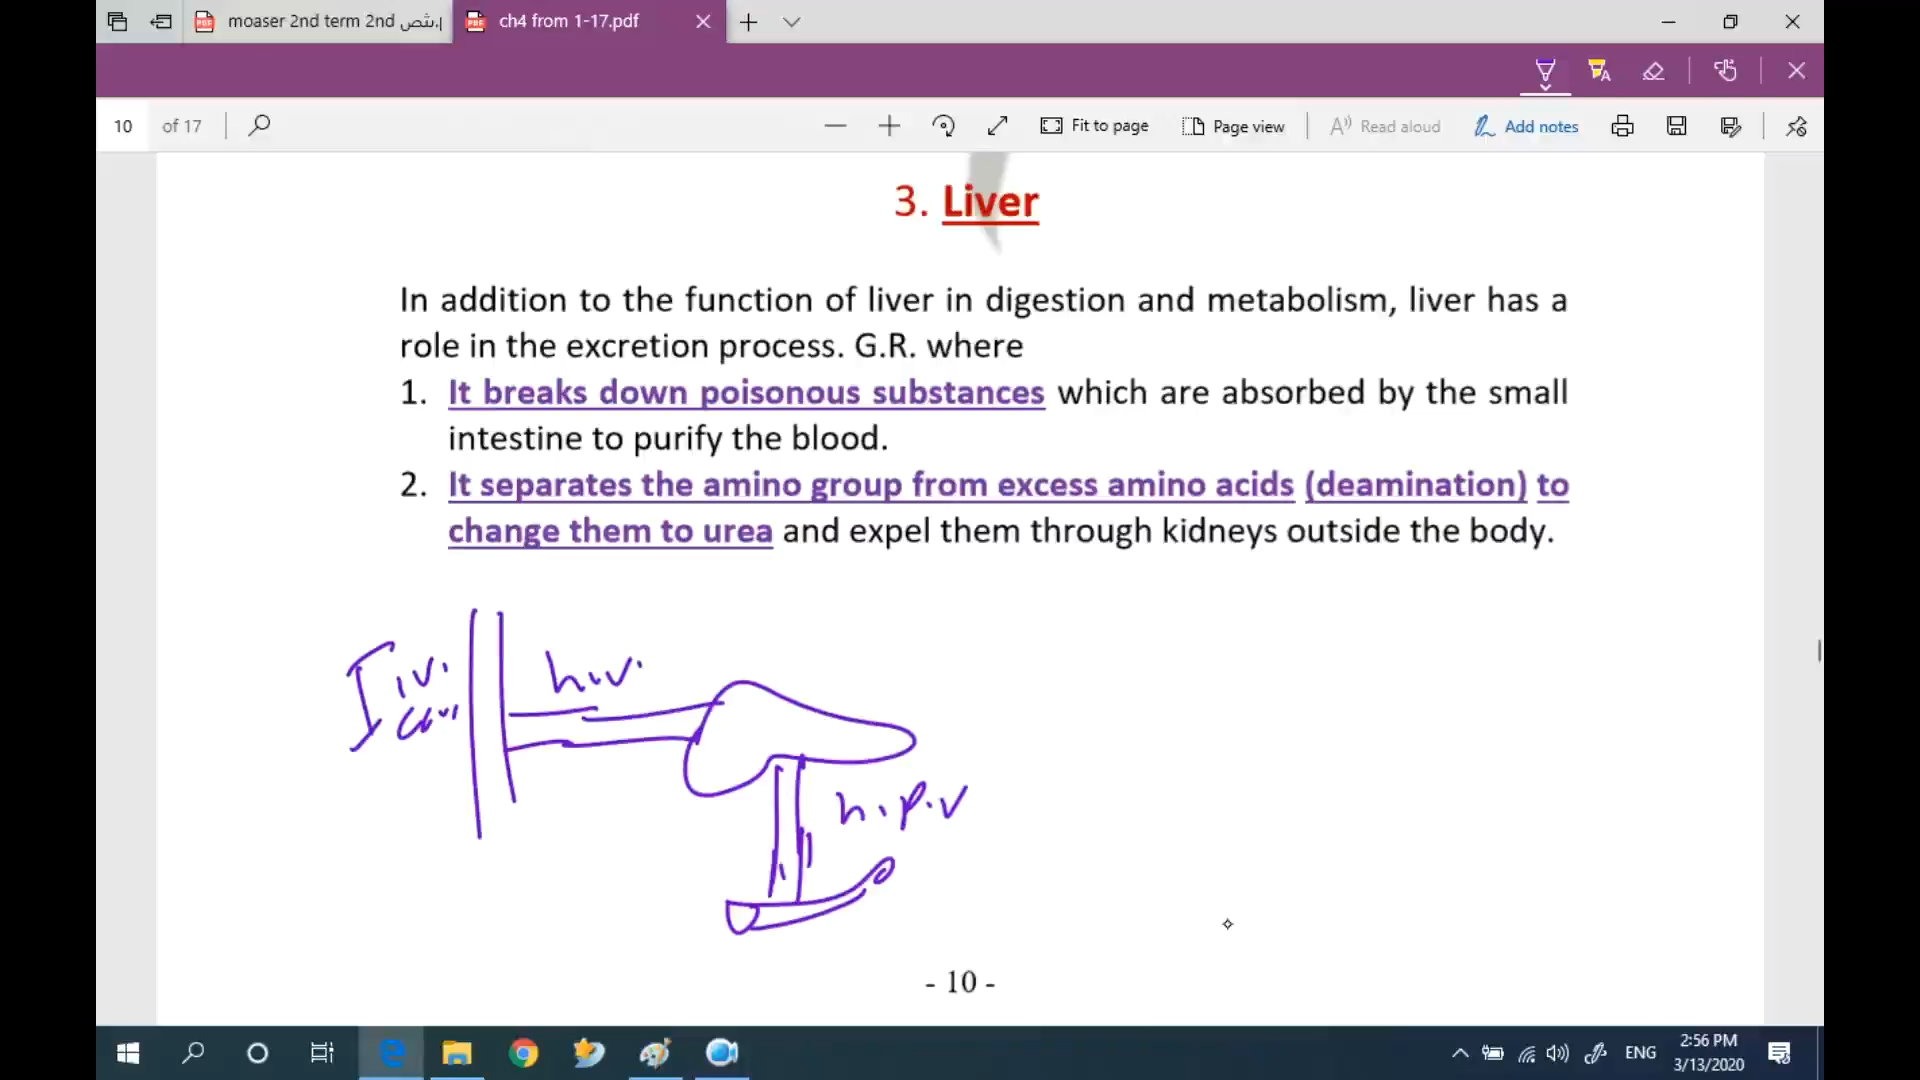 moaser 2nd term 2nd نثص.
ch4 from 1-17.pdf
10 of 17
Fit to page
Page view
Read aloud
Add notes
3. Liver
In addition to the function of liver in digestion and metabolism, liver has a
role in the excretion process. G.R. where
1. It breaks down poisonous substances which are absorbed by the small
intestine to purify the blood.
2. It separates the amino group from excess amino acids (deamination) to
change them to urea and expel them through kidneys outside the body.
h.v.
h.p.v
- 10 -
ENG
2:56 PM
3/13/2020